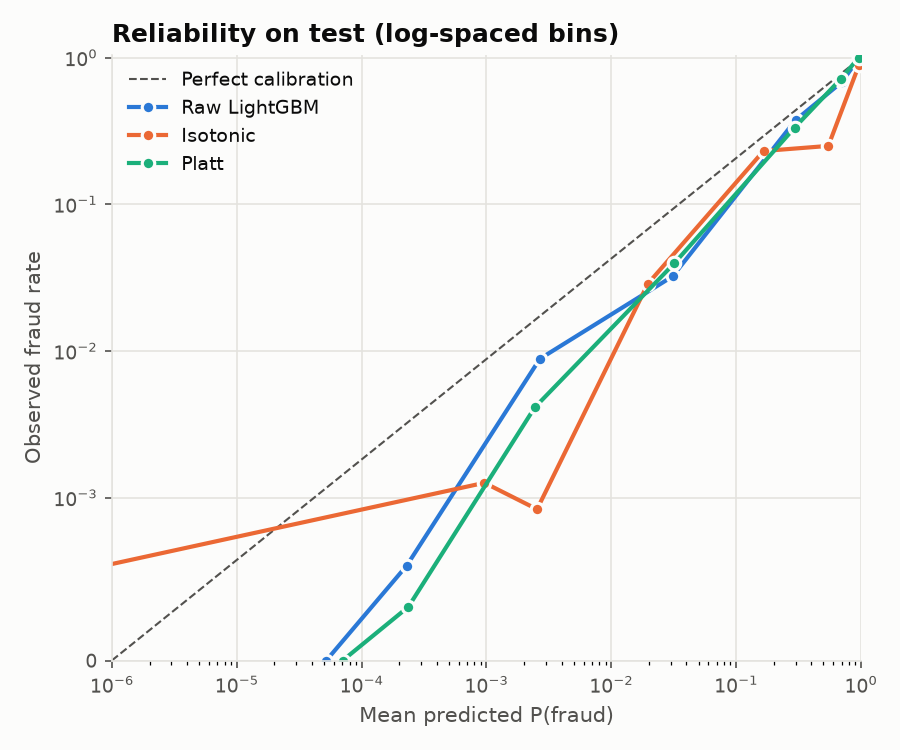 Reliability on test (log-spaced bins)
Perfect calibration
Raw LightGBM
Isotonic
Platt
Observed fraud rate
10⁰
10⁻¹
10⁻²
10⁻³
0
10⁻⁶ 10⁻⁵ 10⁻⁴ 10⁻³ 10⁻² 10⁻¹ 10⁰
Mean predicted P(fraud)